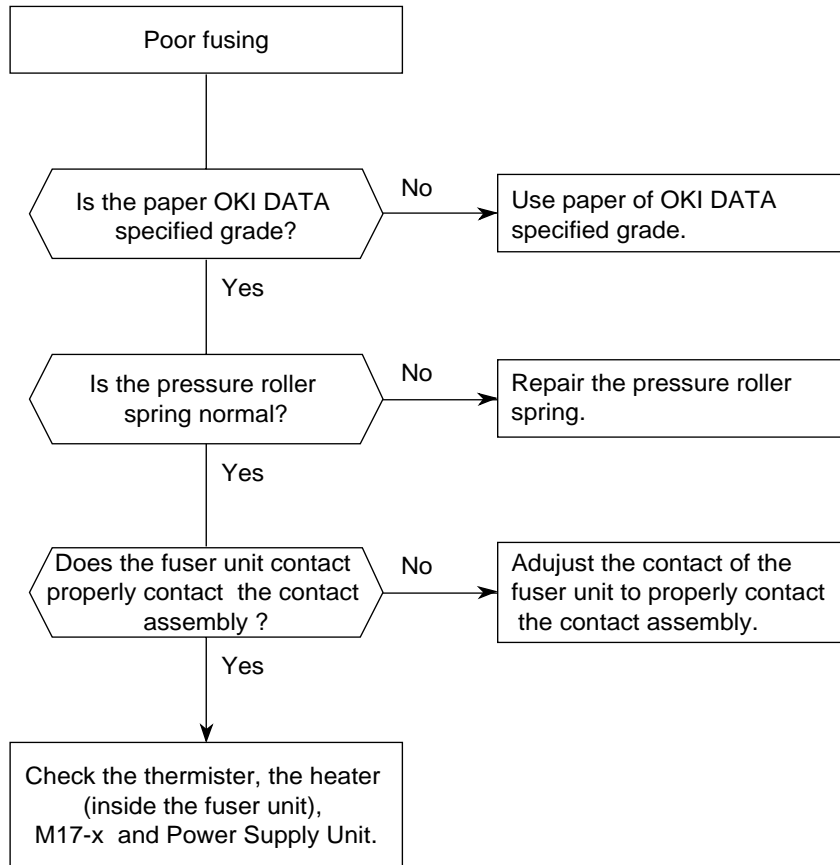 Poor fusing
Is the paper OKI DATA
specified grade?
No
Use paper of OKI DATA
specified grade.
Yes
Is the pressure roller
spring normal?
No
Repair the pressure roller
spring.
Yes
Does the fuser unit contact
properly contact the contact
assembly ?
No
Adujust the contact of the
fuser unit to properly contact
the contact assembly.
Yes
Check the thermister, the heater
(inside the fuser unit),
M17-x and Power Supply Unit.